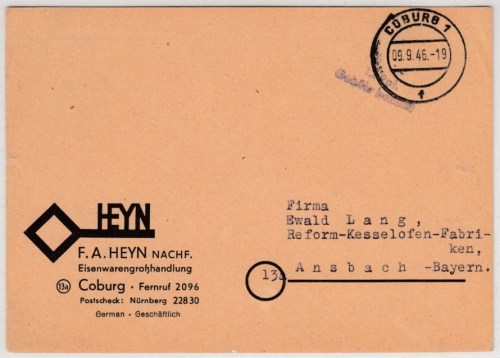 COBURG 1
09.9.46.-19
f
HEYN
F. A. HEYN NACHF.
Eisenwarengroßhandlung
13a Coburg · Fernruf 2096
Postscheck: Nürnberg 22830
German - Geschäftlich
Firma
Ewald Lang,
Reform-Kesselofen-Fabri-
ken,
13a
Ansbach -Bayern.